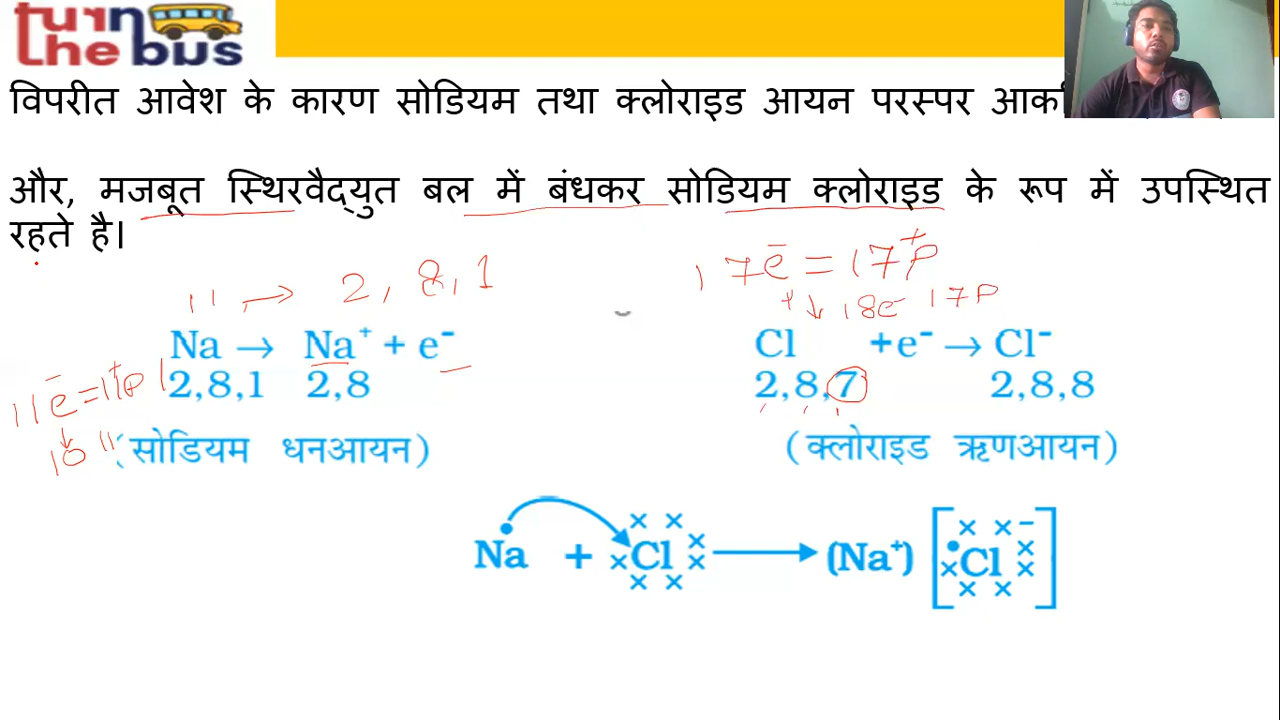 turn
the bus
विपरीत आवेश के कारण सोडियम तथा क्लोराइड आयन परस्पर
और, मजबूत स्थिरवैद्युत बल में बंधकर सोडियम क्लोराइड के रूप में उपस्थित
रहते है।
11 → 2, 8, 1
17e⁻ = 17p⁺
18e⁻ 17P
Na → Na⁺ + e⁻
2,8,1 2,8
Cl + e⁻ → Cl⁻
2,8,7 2,8,8
11e⁻ = 11p⁺
10 11
(सोडियम धनआयन)
(क्लोराइड ऋणआयन)
Na + Cl → (Na⁺) [Cl]⁻